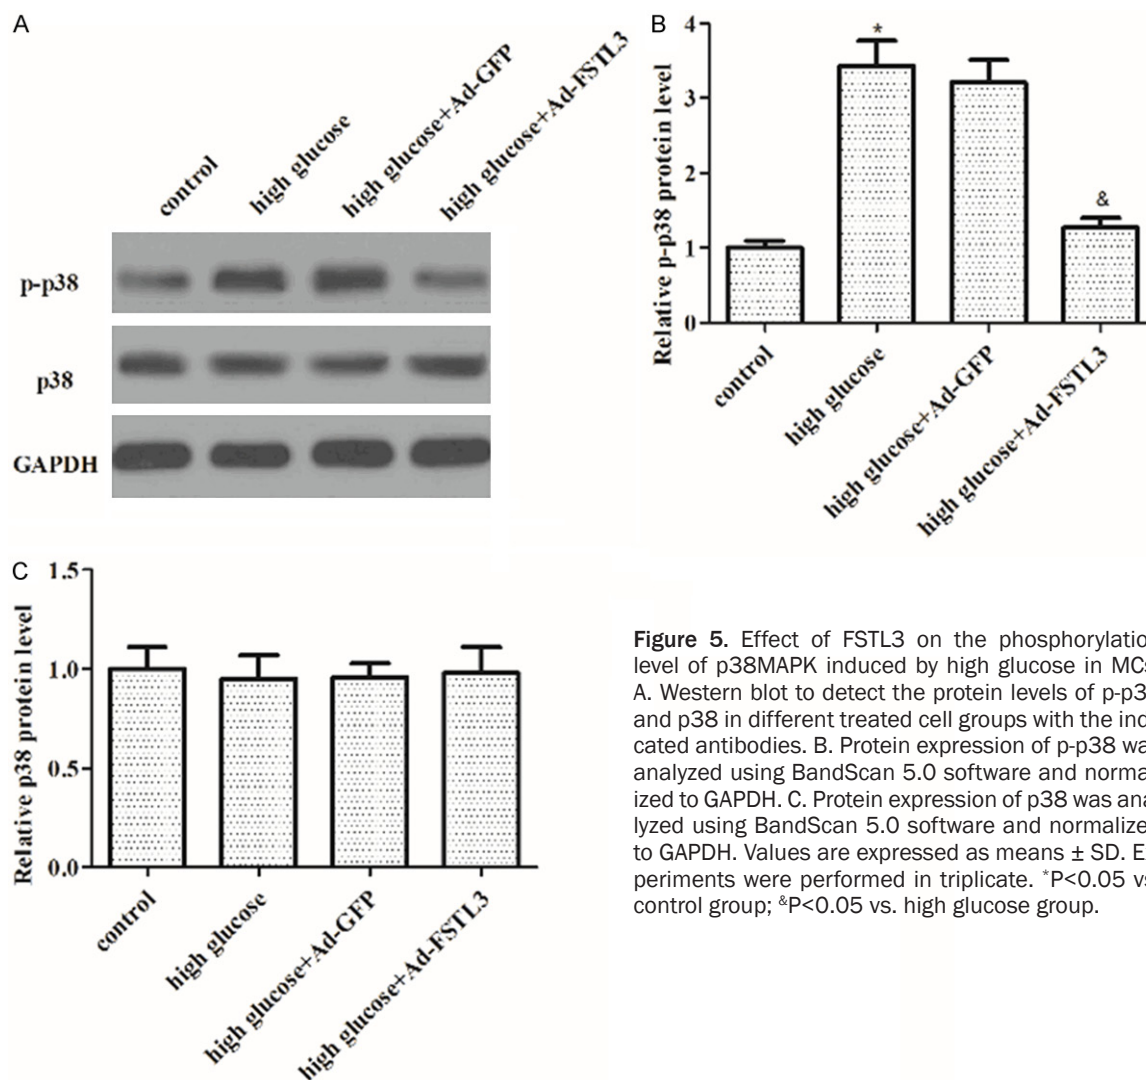 A
control
high glucose
high glucose+Ad-GFP
high glucose+Ad-FSTL3
p-p38
p38
GAPDH
B
Relative p-p38 protein level
4
3
2
1
0
*
&
control
high glucose
high glucose+Ad-GFP
high glucose+Ad-FSTL3
C
Relative p38 protein level
1.5
1.0
0.5
0.0
control
high glucose
high glucose+Ad-GFP
high glucose+Ad-FSTL3
Figure 5. Effect of FSTL3 on the phosphorylatio
level of p38MAPK induced by high glucose in MCs
A. Western blot to detect the protein levels of p-p3
and p38 in different treated cell groups with the ind
cated antibodies. B. Protein expression of p-p38 wa
analyzed using BandScan 5.0 software and norma
ized to GAPDH. C. Protein expression of p38 was ana
lyzed using BandScan 5.0 software and normalize
to GAPDH. Values are expressed as means ± SD. E
periments were performed in triplicate. *P<0.05 vs
control group; &P<0.05 vs. high glucose group.